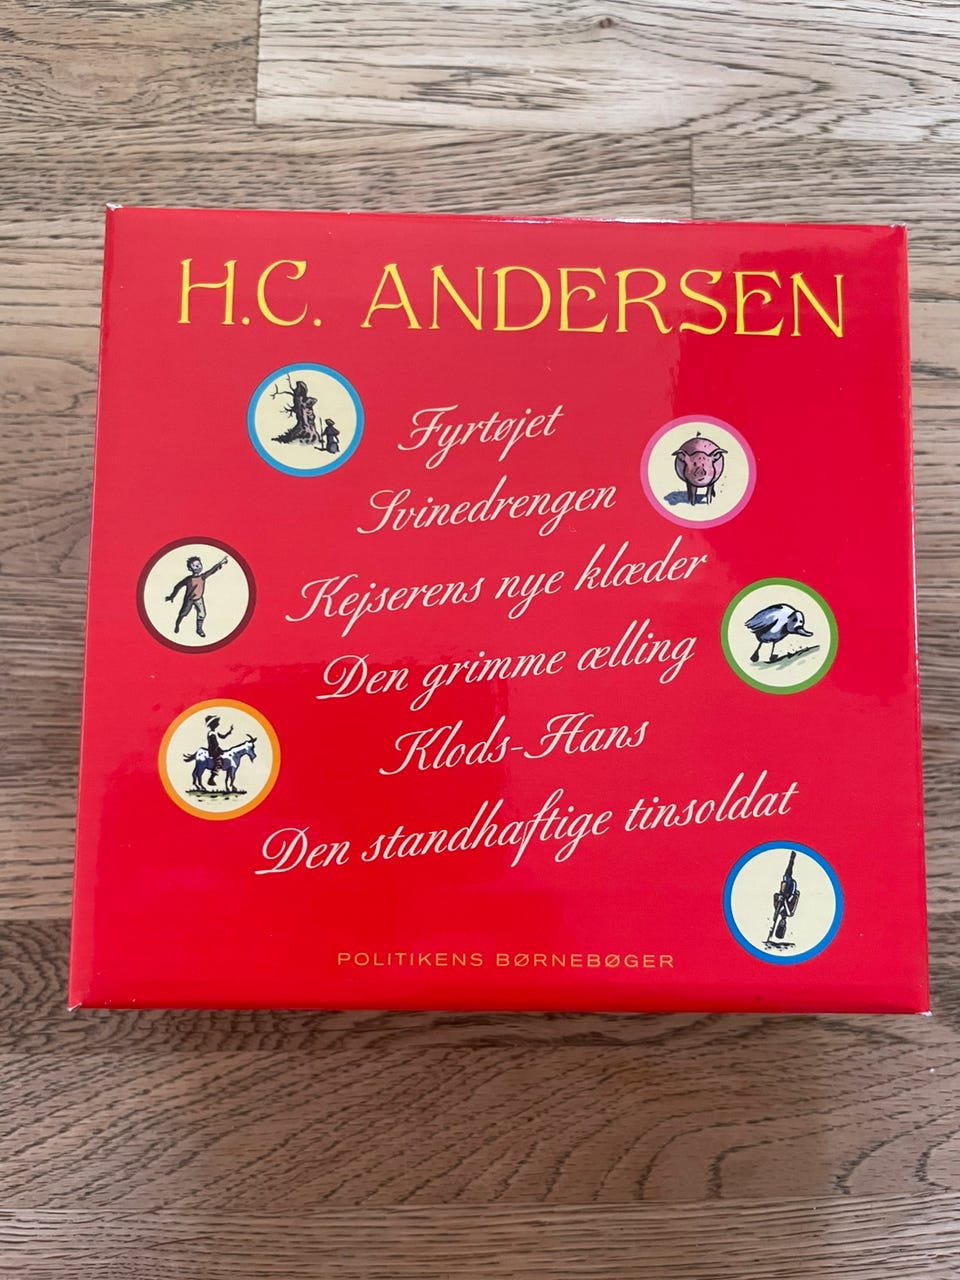 H.C. ANDERSEN
Fyrtøjet
Svinedrengen
Kejserens nye klæder
Den grimme ælling
Klods-Hans
Den standhaftige tinsoldat
POLITIKENS BØRNEBØGER